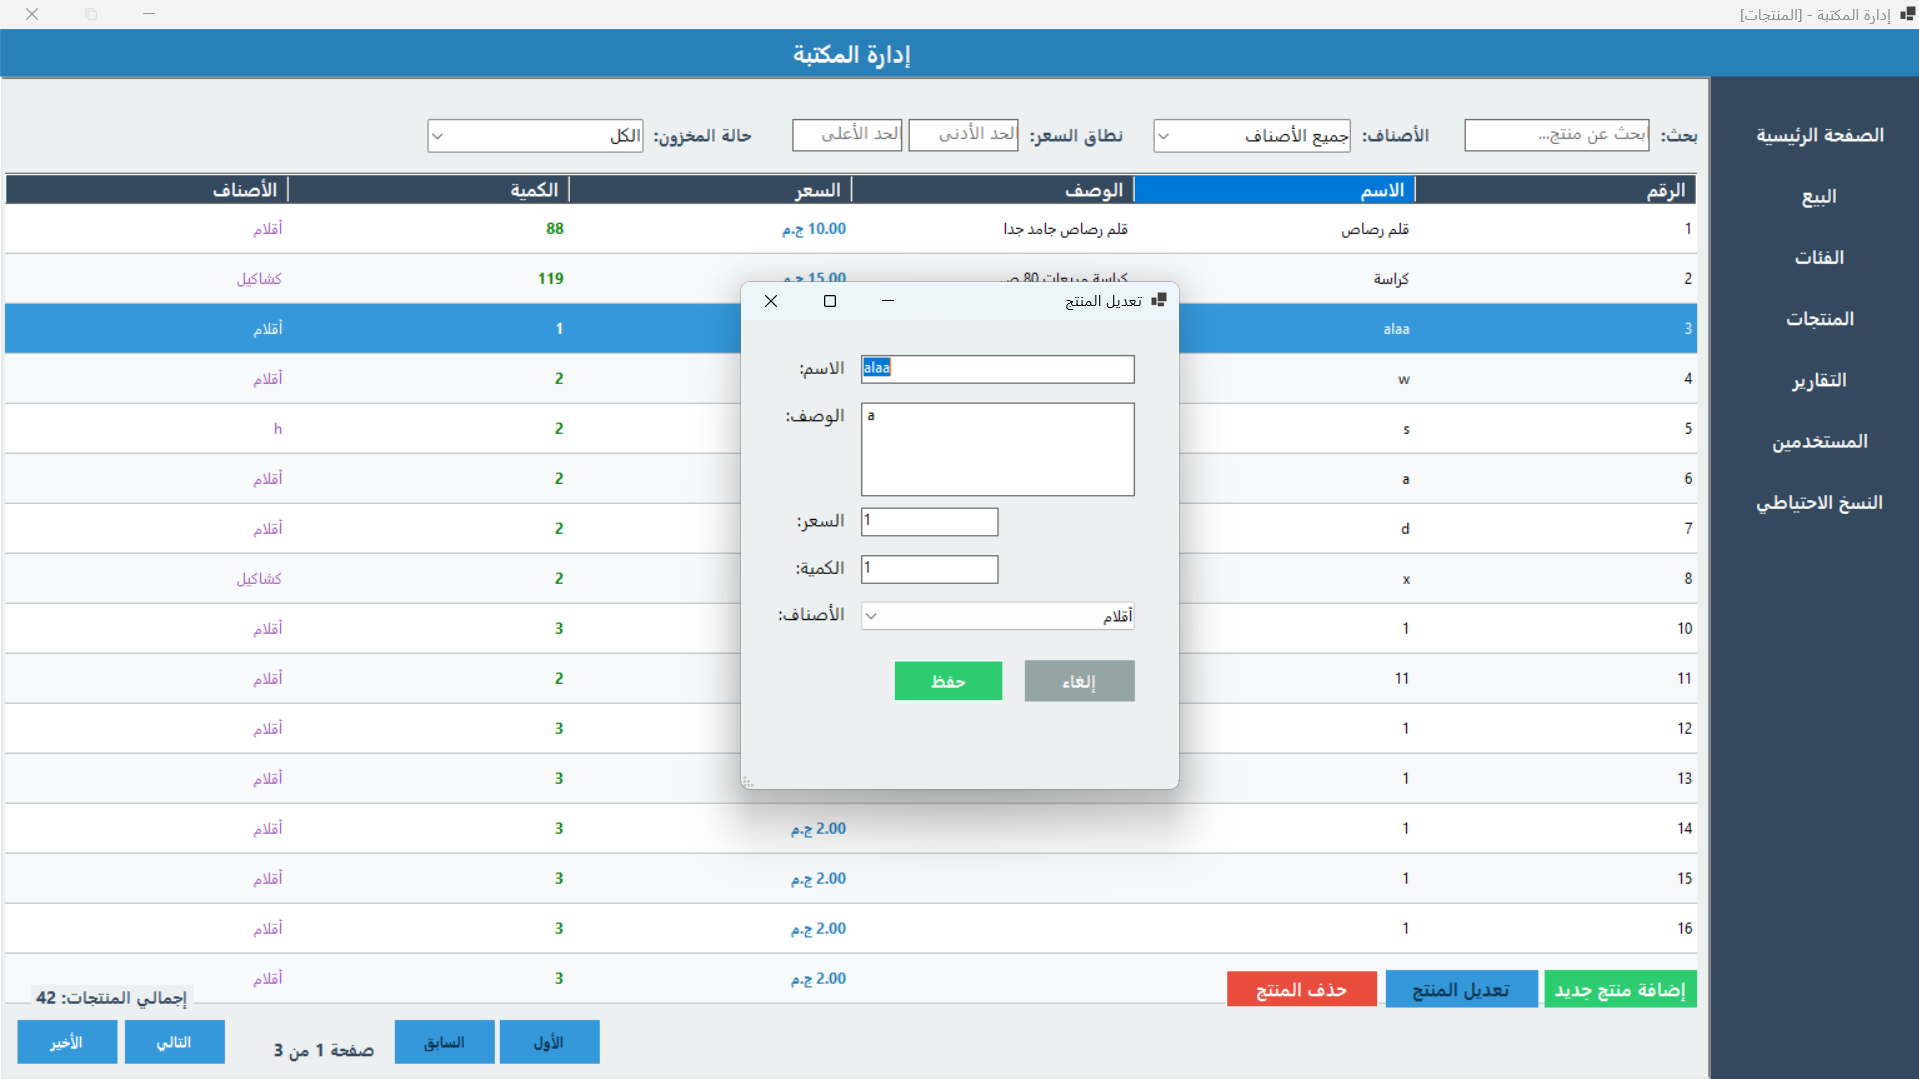 إدارة المكتبة - [المنتجات]
إدارة المكتبة
الصفحة الرئيسية
البيع
الفئات
المنتجات
التقارير
المستخدمين
النسخ الاحتياطي
بحث: ابحث عن منتج... الأصناف: جميع الأصناف نطاق السعر: الحد الأدنى الحد الأعلى حالة المخزون: الكل
الرقم الاسم الوصف السعر الكمية الأصناف
1 قلم رصاص قلم رصاص جامد جدا 10.00 ج.م 88 أقلام
2 كراسة كراسة مربعات 80 ص 15.00 ج.م 119 كشاكيل
3 alaa 1 أقلام
4 w 2 أقلام
5 s 2 h
6 a 2 أقلام
7 d 2 أقلام
8 x 2 كشاكيل
10 1 3 أقلام
11 11 2 أقلام
12 1 3 أقلام
13 1 3 أقلام
14 1 2.00 ج.م 3 أقلام
15 1 2.00 ج.م 3 أقلام
16 1 2.00 ج.م 3 أقلام
2.00 ج.م 3 أقلام
تعديل المنتج
الاسم: alaa
الوصف: a
السعر: 1
الكمية: 1
الأصناف: أقلام
إلغاء حفظ
إضافة منتج جديد تعديل المنتج حذف المنتج
إجمالي المنتجات: 42
الأول السابق صفحة 1 من 3 التالي الأخير